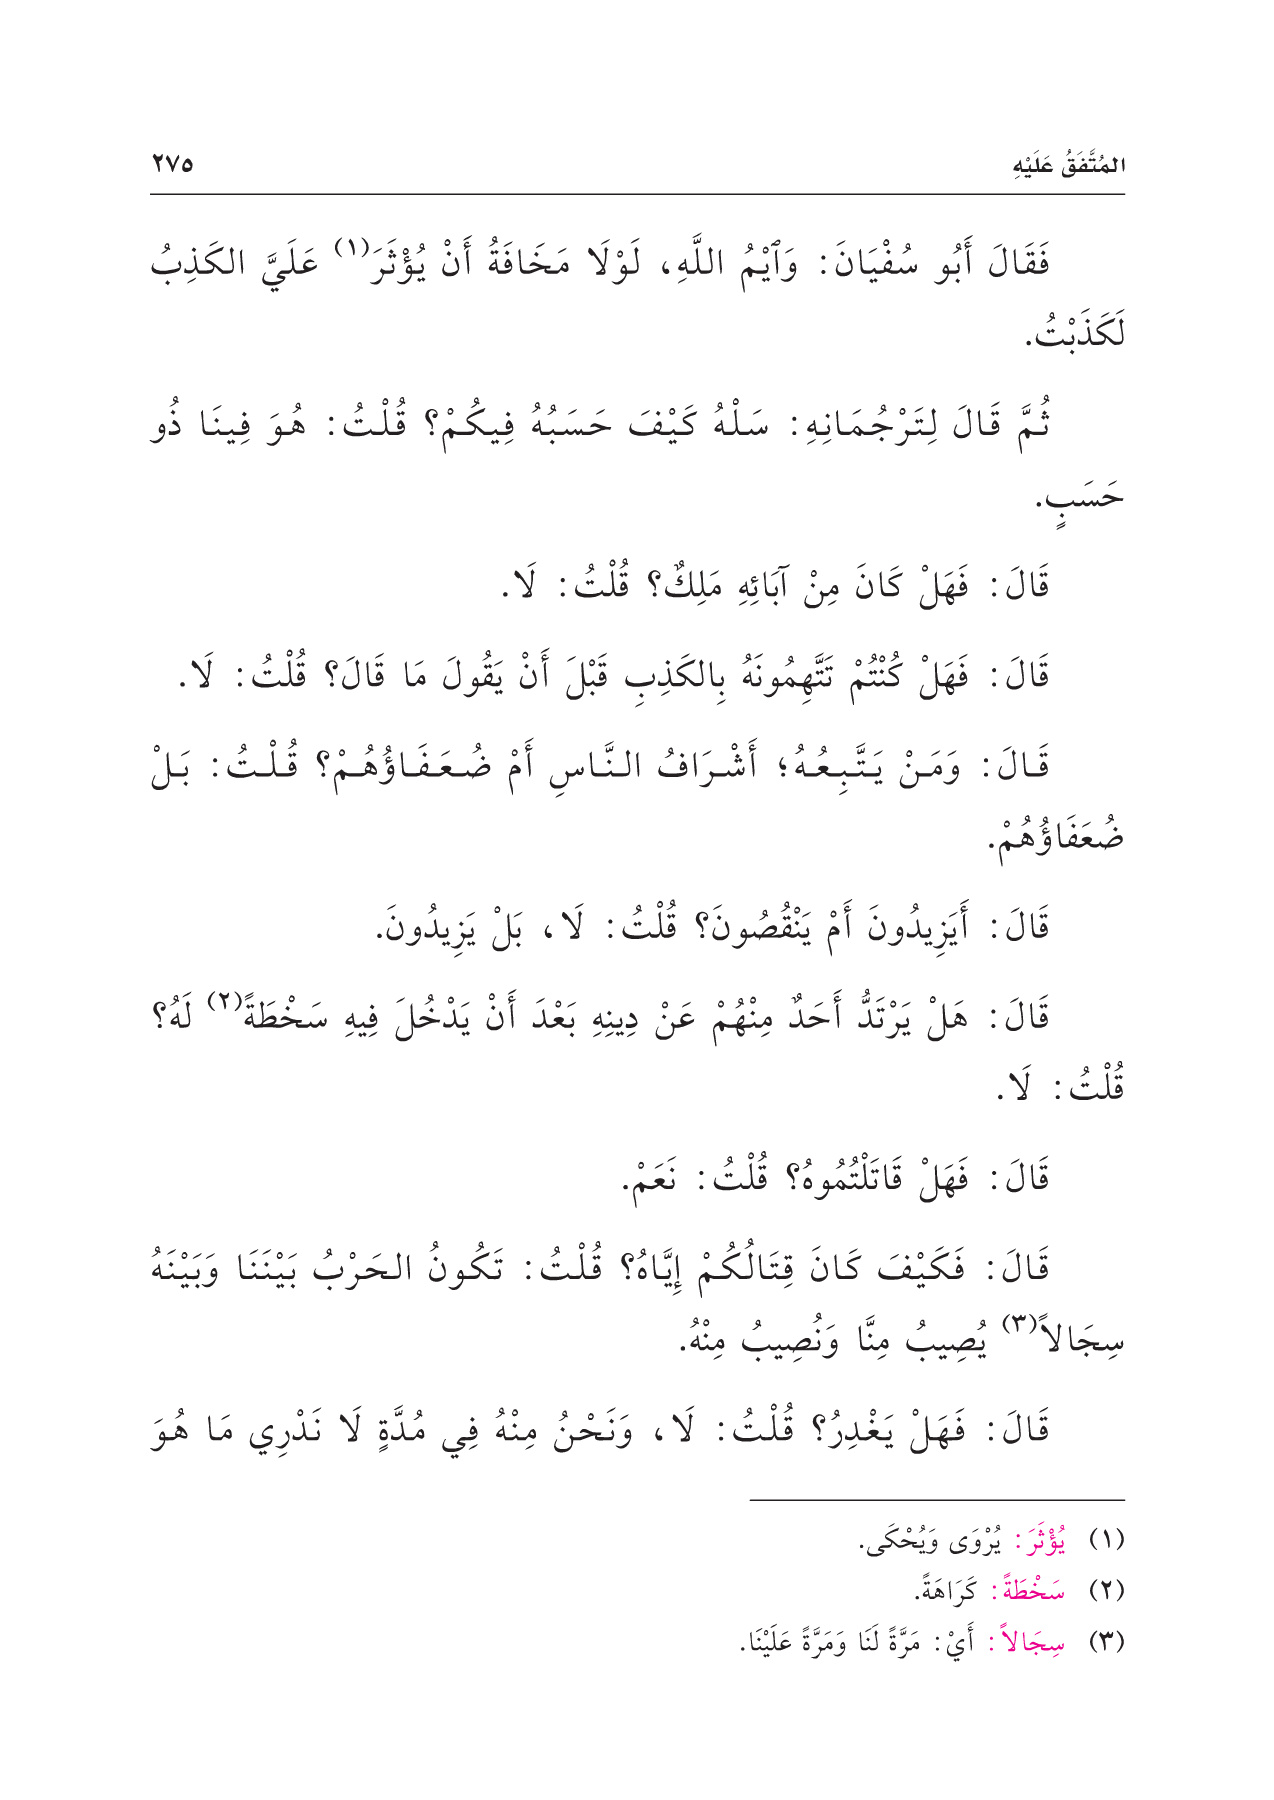 المُتَّفَقُ عَلَيْهِ ٢٧٥
فَقَالَ أَبُو سُفْيَانَ: وَٱيْمُ اللَّهِ، لَوْلَا مَخَافَةُ أَنْ يُؤْثَرَ(١) عَلَيَّ الكَذِبُ
لَكَذَبْتُ.
ثُمَّ قَالَ لِتَرْجُمَانِهِ: سَلْهُ كَيْفَ حَسَبُهُ فِيكُمْ؟ قُلْتُ: هُوَ فِينَا ذُو
حَسَبٍ.
قَالَ: فَهَلْ كَانَ مِنْ آبَائِهِ مَلِكٌ؟ قُلْتُ: لَا.
قَالَ: فَهَلْ كُنْتُمْ تَتَّهِمُونَهُ بِالكَذِبِ قَبْلَ أَنْ يَقُولَ مَا قَالَ؟ قُلْتُ: لَا.
قَالَ: وَمَنْ يَتَّبِعُهُ؛ أَشْرَافُ النَّاسِ أَمْ ضُعَفَاؤُهُمْ؟ قُلْتُ: بَلْ
ضُعَفَاؤُهُمْ.
قَالَ: أَيَزِيدُونَ أَمْ يَنْقُصُونَ؟ قُلْتُ: لَا، بَلْ يَزِيدُونَ.
قَالَ: هَلْ يَرْتَدُّ أَحَدٌ مِنْهُمْ عَنْ دِينِهِ بَعْدَ أَنْ يَدْخُلَ فِيهِ سَخْطَةً(٢) لَهُ؟
قُلْتُ: لَا.
قَالَ: فَهَلْ قَاتَلْتُمُوهُ؟ قُلْتُ: نَعَمْ.
قَالَ: فَكَيْفَ كَانَ قِتَالُكُمْ إِيَّاهُ؟ قُلْتُ: تَكُونُ الحَرْبُ بَيْنَنَا وَبَيْنَهُ
سِجَالاً(٣) يُصِيبُ مِنَّا وَنُصِيبُ مِنْهُ.
قَالَ: فَهَلْ يَغْدِرُ؟ قُلْتُ: لَا، وَنَحْنُ مِنْهُ فِي مُدَّةٍ لَا نَدْرِي مَا هُوَ
(١) يُؤْثَرَ: يُرْوَى وَيُحْكَى.
(٢) سَخْطَةً: كَرَاهَةً.
(٣) سِجَالاً: أَيْ: مَرَّةً لَنَا وَمَرَّةً عَلَيْنَا.